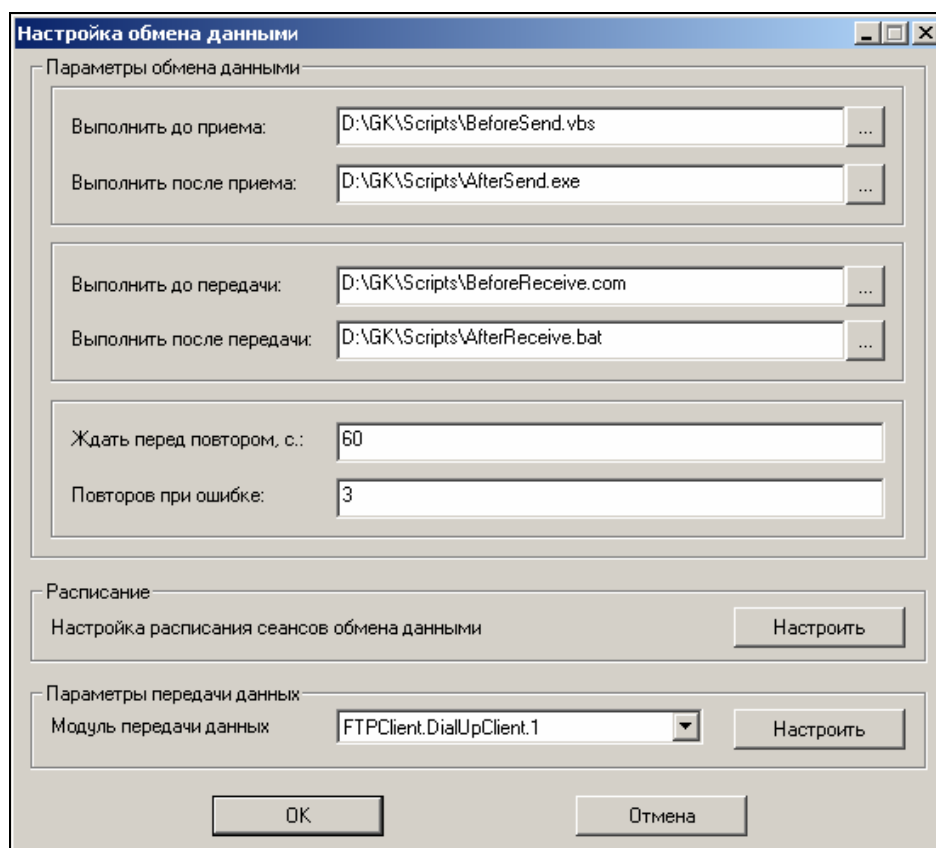 Настройка обмена данными
Параметры обмена данными
Выполнить до приема: D:\GK\Scripts\BeforeSend.vbs ...
Выполнить после приема: D:\GK\Scripts\AfterSend.exe ...
Выполнить до передачи: D:\GK\Scripts\BeforeReceive.com ...
Выполнить после передачи: D:\GK\Scripts\AfterReceive.bat ...
Ждать перед повтором, с.: 60
Повторов при ошибке: 3
Расписание
Настройка расписания сеансов обмена данными Настроить
Параметры передачи данных
Модуль передачи данных FTPClient.DialUpClient.1 Настроить
OK Отмена